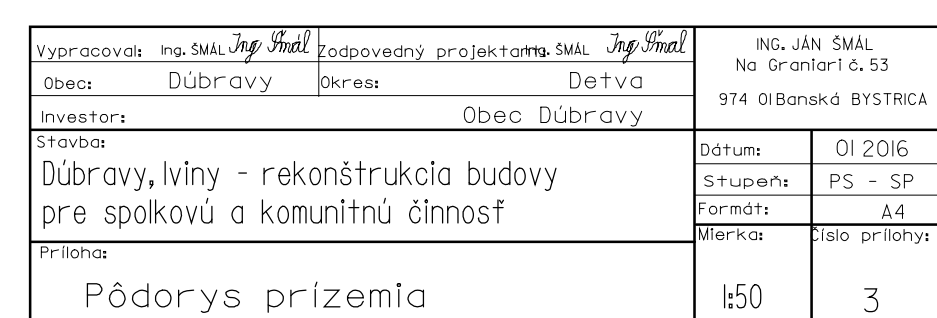 Vypracoval: Ing. ŠMÁL Ing Šmál Zodpovedný projektant: Ing. ŠMÁL Ing Šmál
Obec: Dúbravy Okres: Detva
Investor: Obec Dúbravy
ING. JÁN ŠMÁL
Na Graniari č. 53
974 01 Banská BYSTRICA
Stavba:
Dúbravy, Iviny - rekonštrukcia budovy
pre spolkovú a komunitnú činnosť
Dátum: 01 2016
Stupeň: PS - SP
Formát: A4
Mierka: Číslo prílohy:
1:50 3
Príloha:
Pôdorys prízemia